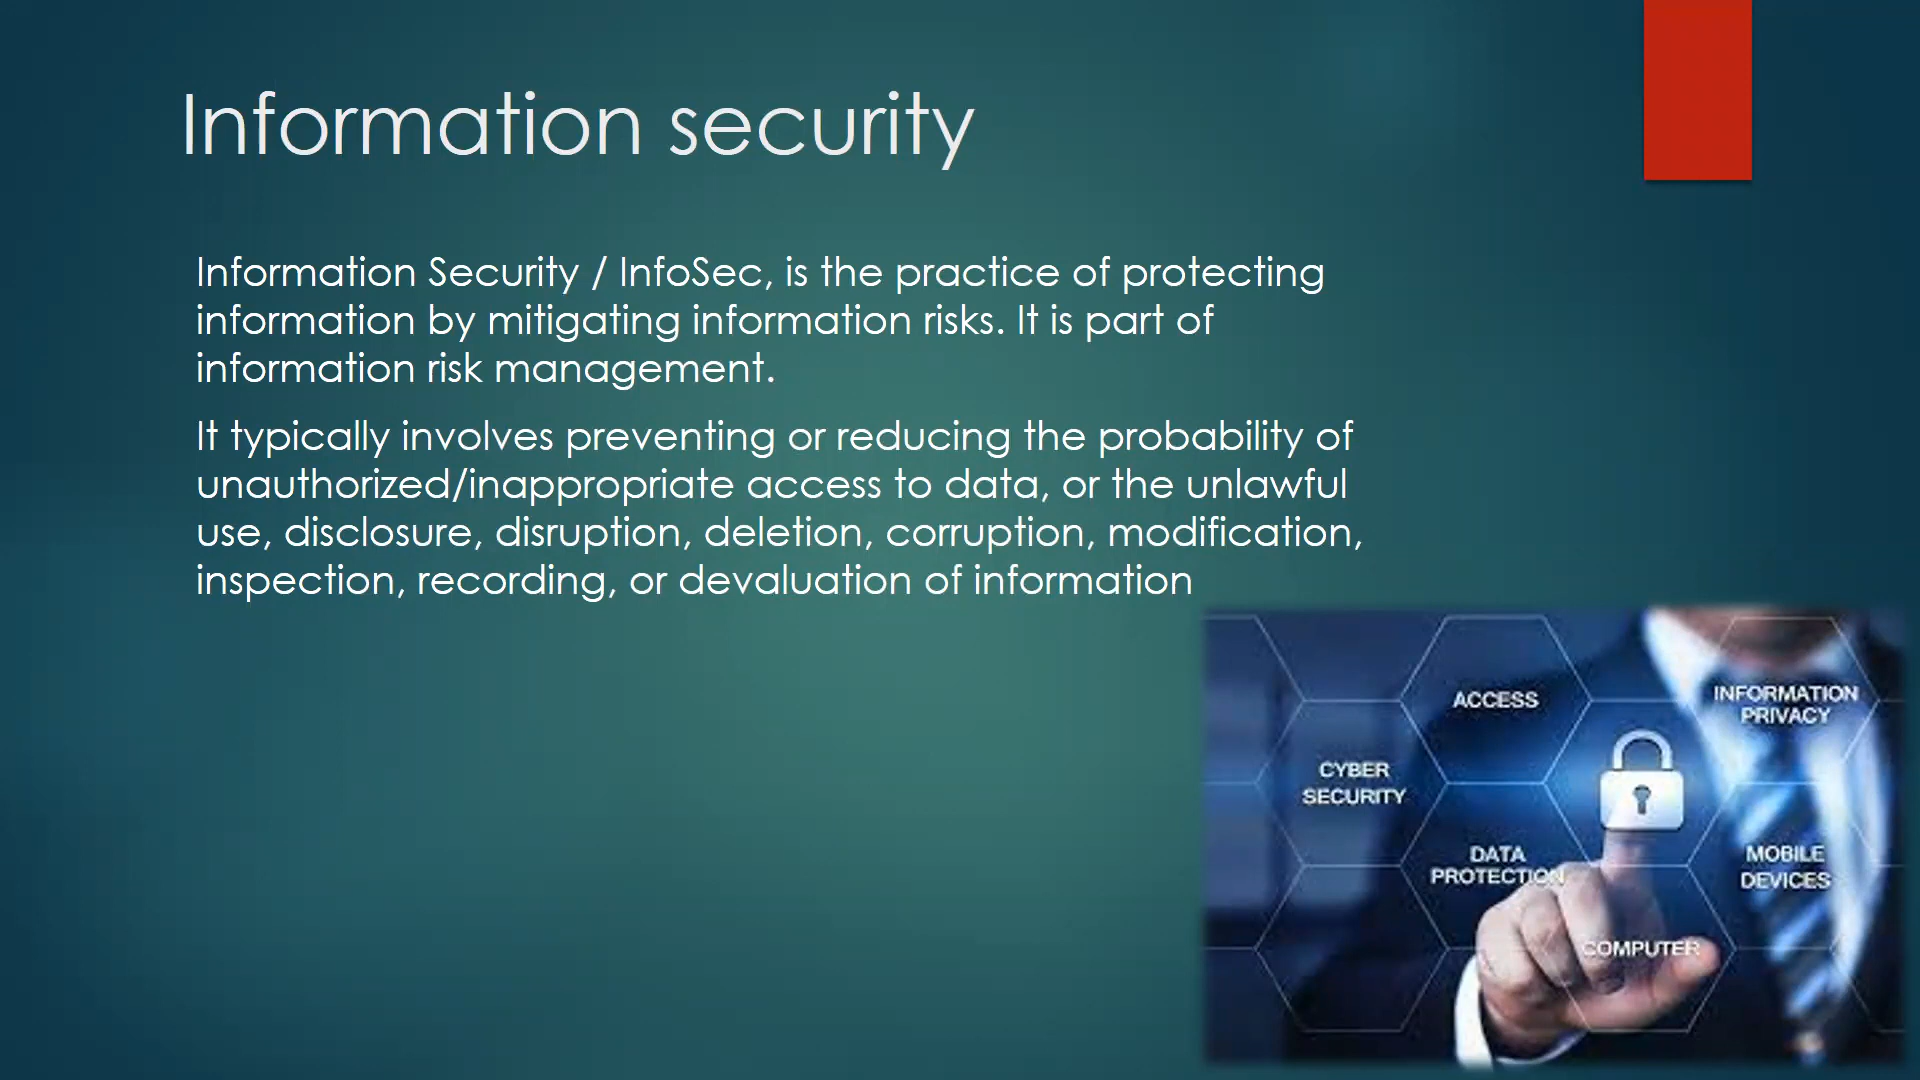 Information security
Information Security / InfoSec, is the practice of protecting
information by mitigating information risks. It is part of
information risk management.
It typically involves preventing or reducing the probability of
unauthorized/inappropriate access to data, or the unlawful
use, disclosure, disruption, deletion, corruption, modification,
inspection, recording, or devaluation of information
ACCESS
INFORMATION
PRIVACY
CYBER
SECURITY
DATA
PROTECTION
MOBILE
DEVICES
COMPUTER